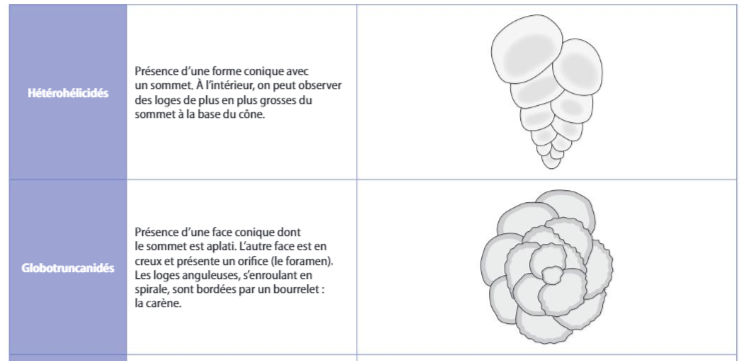 Hétérohélicidés
Présence d'une forme conique avec
un sommet. À l'intérieur, on peut observer
des loges de plus en plus grosses du
sommet à la base du cône.
Globotruncanidés
Présence d'une face conique dont
le sommet est aplati. L'autre face est en
creux et présente un orifice (le foramen).
Les loges anguleuses, s'enroulant en
spirale, sont bordées par un bourrelet :
la carène.